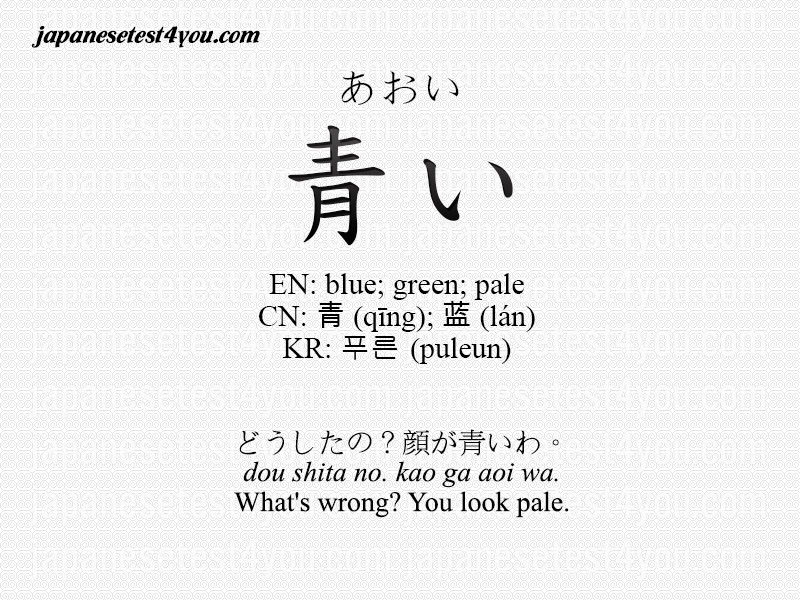 japanesetest4you.com
あおい
青い
EN: blue; green; pale
CN: 青 (qīng); 蓝 (lán)
KR: 푸른 (puleun)
どうしたの？顔が青いわ。
dou shita no. kao ga aoi wa.
What's wrong? You look pale.